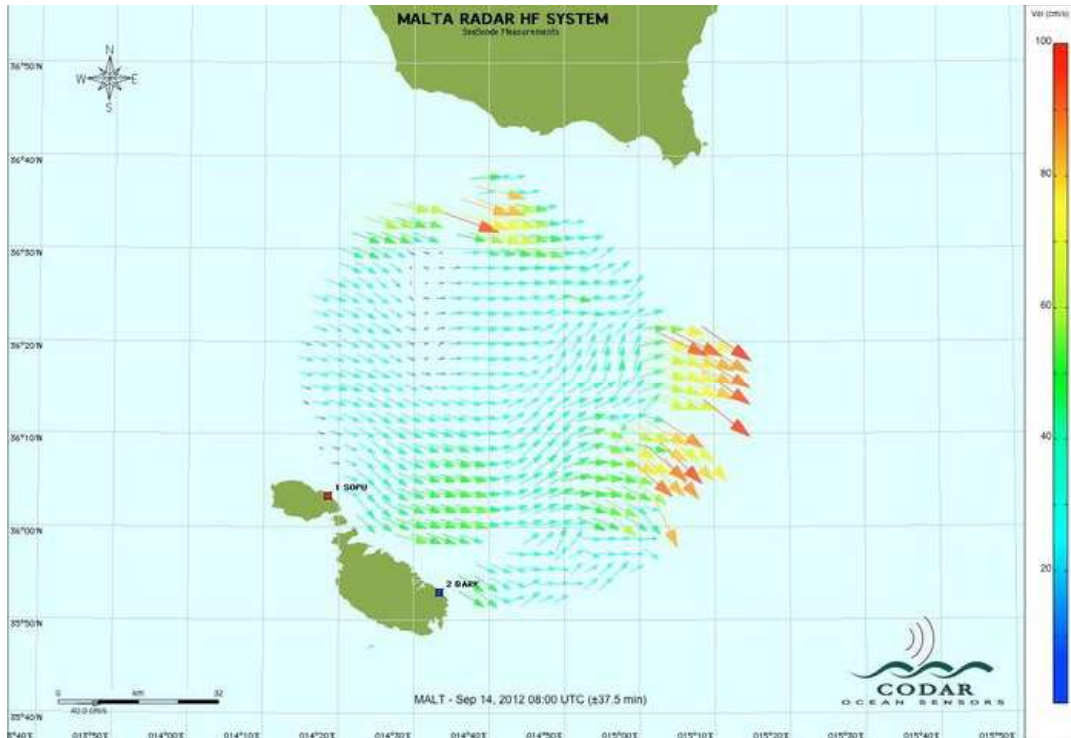 MALTA RADAR HF SYSTEM
SeaSonde Measurements
Vel (cm/s)
100
80
60
40
20
N
W
E
S
36°50'N
36°40'N
36°30'N
36°20'N
36°10'N
36°00'N
35°50'N
35°40'N
1 SOPU
2 BARK
0
km
32
40.0 cm/s
MALT - Sep 14, 2012 08:00 UTC (±37.5 min)
CODAR
OCEAN SENSORS
013°50'E
014°00'E
014°10'E
014°20'E
014°30'E
014°40'E
014°50'E
015°00'E
015°10'E
015°20'E
015°30'E
015°40'E
015°50'E